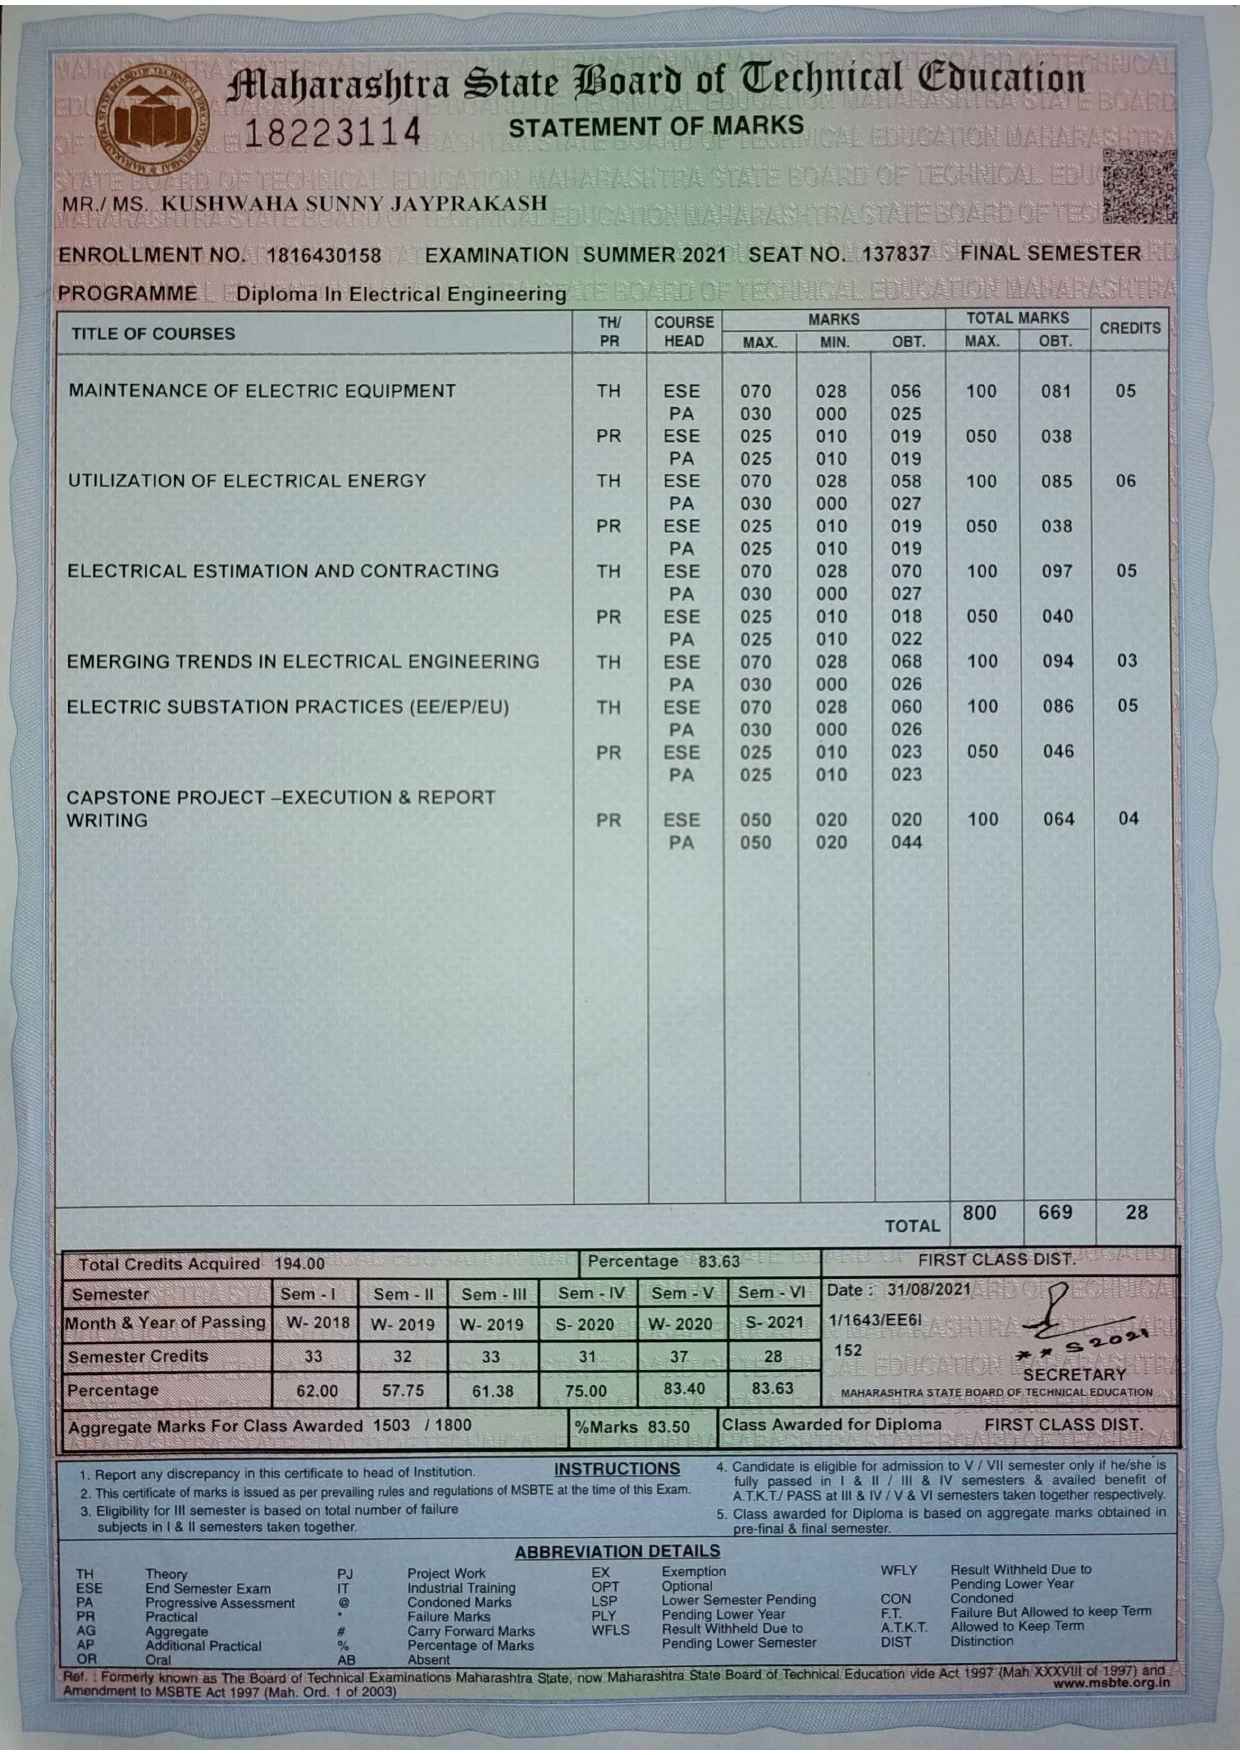 Maharashtra State Board of Technical Education
18223114 STATEMENT OF MARKS
MR./ MS. KUSHWAHA SUNNY JAYPRAKASH
ENROLLMENT NO. 1816430158 EXAMINATION SUMMER 2021 SEAT NO. 137837 FINAL SEMESTER
PROGRAMME Diploma In Electrical Engineering
TITLE OF COURSES TH/ PR COURSE HEAD MARKS TOTAL MARKS CREDITS
MAX. MIN. OBT. MAX. OBT.
MAINTENANCE OF ELECTRIC EQUIPMENT TH ESE 070 028 056 100 081 05
PA 030 000 025
PR ESE 025 010 019 050 038
PA 025 010 019
UTILIZATION OF ELECTRICAL ENERGY TH ESE 070 028 058 100 085 06
PA 030 000 027
PR ESE 025 010 019 050 038
PA 025 010 019
ELECTRICAL ESTIMATION AND CONTRACTING TH ESE 070 028 070 100 097 05
PA 030 000 027
PR ESE 025 010 018 050 040
PA 025 010 022
EMERGING TRENDS IN ELECTRICAL ENGINEERING TH ESE 070 028 068 100 094 03
PA 030 000 026
ELECTRIC SUBSTATION PRACTICES (EE/EP/EU) TH ESE 070 028 060 100 086 05
PA 030 000 026
PR ESE 025 010 023 050 046
PA 025 010 023
CAPSTONE PROJECT –EXECUTION & REPORT
WRITING PR ESE 050 020 020 100 064 04
PA 050 020 044
TOTAL 800 669 28
Total Credits Acquired 194.00 Percentage 83.63 FIRST CLASS DIST.
Semester Sem - I Sem - II Sem - III Sem - IV Sem - V Sem - VI Date : 31/08/2021
Month & Year of Passing W- 2018 W- 2019 W- 2019 S- 2020 W- 2020 S- 2021 1/1643/EE6I
Semester Credits 33 32 33 31 37 28 152
** S2021
SECRETARY
Percentage 62.00 57.75 61.38 75.00 83.40 83.63 MAHARASHTRA STATE BOARD OF TECHNICAL EDUCATION
Aggregate Marks For Class Awarded 1503 / 1800 %Marks 83.50 Class Awarded for Diploma FIRST CLASS DIST.
INSTRUCTIONS
1. Report any discrepancy in this certificate to head of Institution.
2. This certificate of marks is issued as per prevailing rules and regulations of MSBTE at the time of this Exam.
3. Eligibility for III semester is based on total number of failure
subjects in I & II semesters taken together.
4. Candidate is eligible for admission to V / VII semester only if he/she is
fully passed in I & II / III & IV semesters & availed benefit of
A.T.K.T./ PASS at III & IV / V & VI semesters taken together respectively.
5. Class awarded for Diploma is based on aggregate marks obtained in
pre-final & final semester.
ABBREVIATION DETAILS
TH Theory
ESE End Semester Exam
PA Progressive Assessment
PR Practical
AG Aggregate
AP Additional Practical
OR Oral
PJ Project Work
IT Industrial Training
@ Condoned Marks
* Failure Marks
# Carry Forward Marks
% Percentage of Marks
AB Absent
EX Exemption
OPT Optional
LSP Lower Semester Pending
PLY Pending Lower Year
WFLS Result Withheld Due to
Pending Lower Semester
WFLY Result Withheld Due to
Pending Lower Year
CON Condoned
F.T. Failure But Allowed to keep Term
A.T.K.T. Allowed to Keep Term
DIST Distinction
Ref. : Formerly known as The Board of Technical Examinations Maharashtra State, now Maharashtra State Board of Technical Education vide Act 1997 (Mah XXXVIII of 1997) and
Amendment to MSBTE Act 1997 (Mah. Ord. 1 of 2003)
www.msbte.org.in